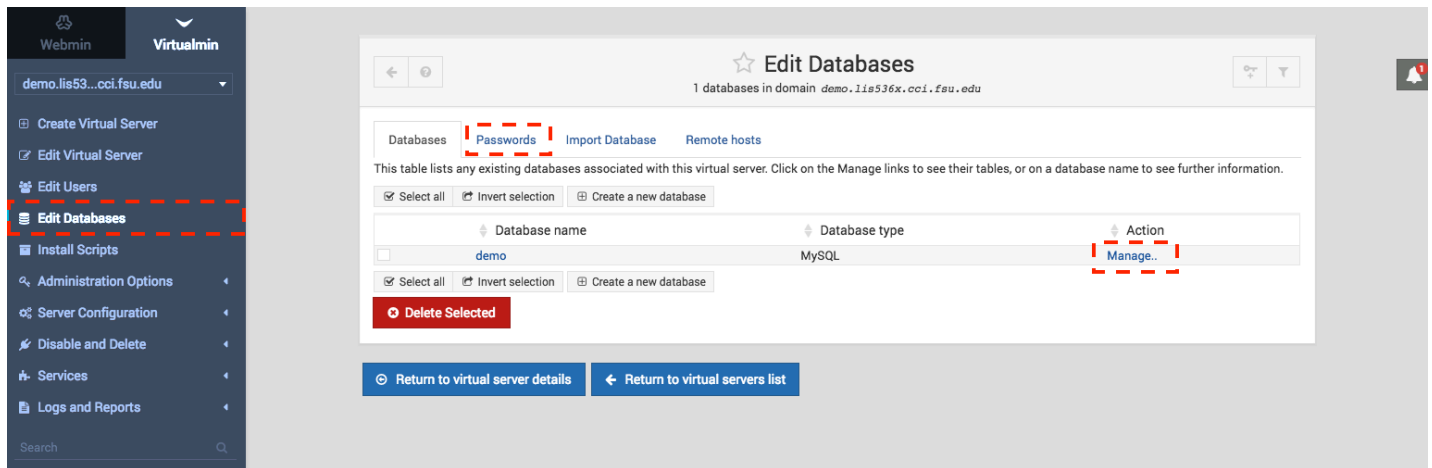 Webmin
Virtualmin
demo.lis53...cci.fsu.edu
Create Virtual Server
Edit Virtual Server
Edit Users
Edit Databases
Install Scripts
Administration Options
Server Configuration
Disable and Delete
Services
Logs and Reports
Search
Edit Databases
1 databases in domain demo.lis536x.cci.fsu.edu
1
Databases Passwords Import Database Remote hosts
This table lists any existing databases associated with this virtual server. Click on the Manage links to see their tables, or on a database name to see further information.
Select all Invert selection Create a new database
Database name Database type Action
demo MySQL Manage..
Select all Invert selection Create a new database
Delete Selected
Return to virtual server details Return to virtual servers list